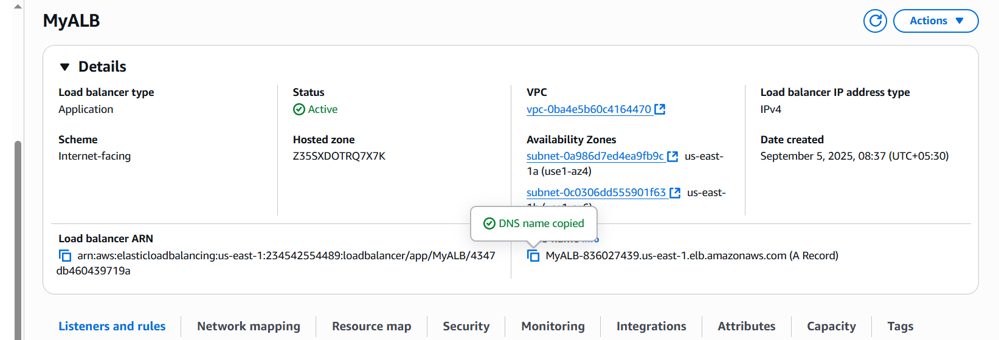 MyALB
Actions
Details
Load balancer type
Application
Status
Active
VPC
vpc-0ba4e5b60c4164470
Load balancer IP address type
IPv4
Scheme
Internet-facing
Hosted zone
Z35SXDOTRQ7X7K
Availability Zones
subnet-0a986d7ed4ea9fb9c us-east-
1a (use1-az4)
subnet-0c0306dd555901f63 us-east-
Date created
September 5, 2025, 08:37 (UTC+05:30)
DNS name copied
Load balancer ARN
arn:aws:elasticloadbalancing:us-east-1:234542554489:loadbalancer/app/MyALB/4347
db460439719a
MyALB-836027439.us-east-1.elb.amazonaws.com (A Record)
Listeners and rules
Network mapping
Resource map
Security
Monitoring
Integrations
Attributes
Capacity
Tags